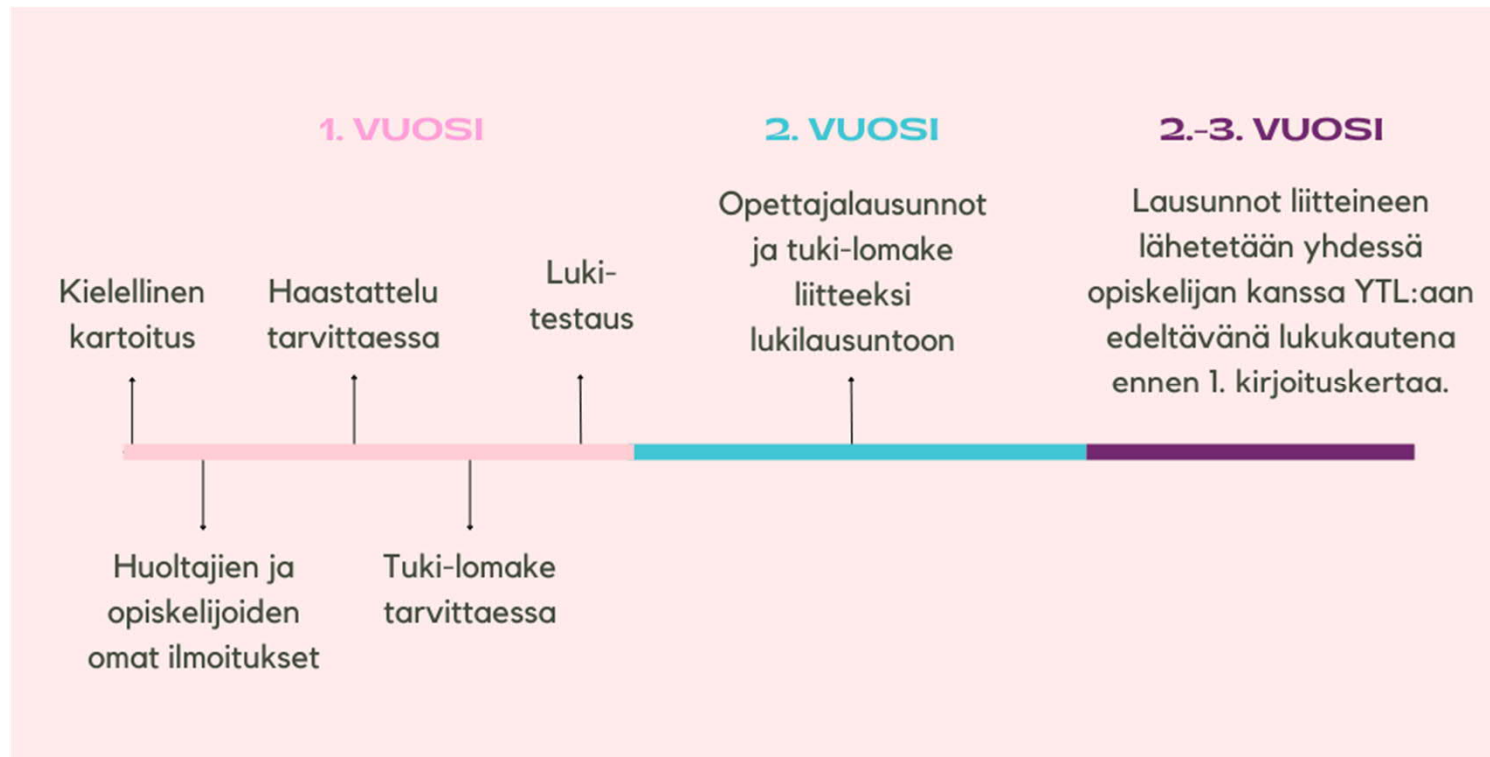 1. VUOSI
Kielellinen
kartoitus
Haastattelu
tarvittaessa
Luki-
testaus
Huoltajien ja
opiskelijoiden
omat ilmoitukset
Tuki-lomake
tarvittaessa
2. VUOSI
Opettajalausunnot
ja tuki-lomake
liitteeksi
lukilausuntoon
2.-3. VUOSI
Lausunnot liitteineen
lähetetään yhdessä
opiskelijan kanssa YTL:aan
edeltävänä lukukautena
ennen 1. kirjoituskertaa.